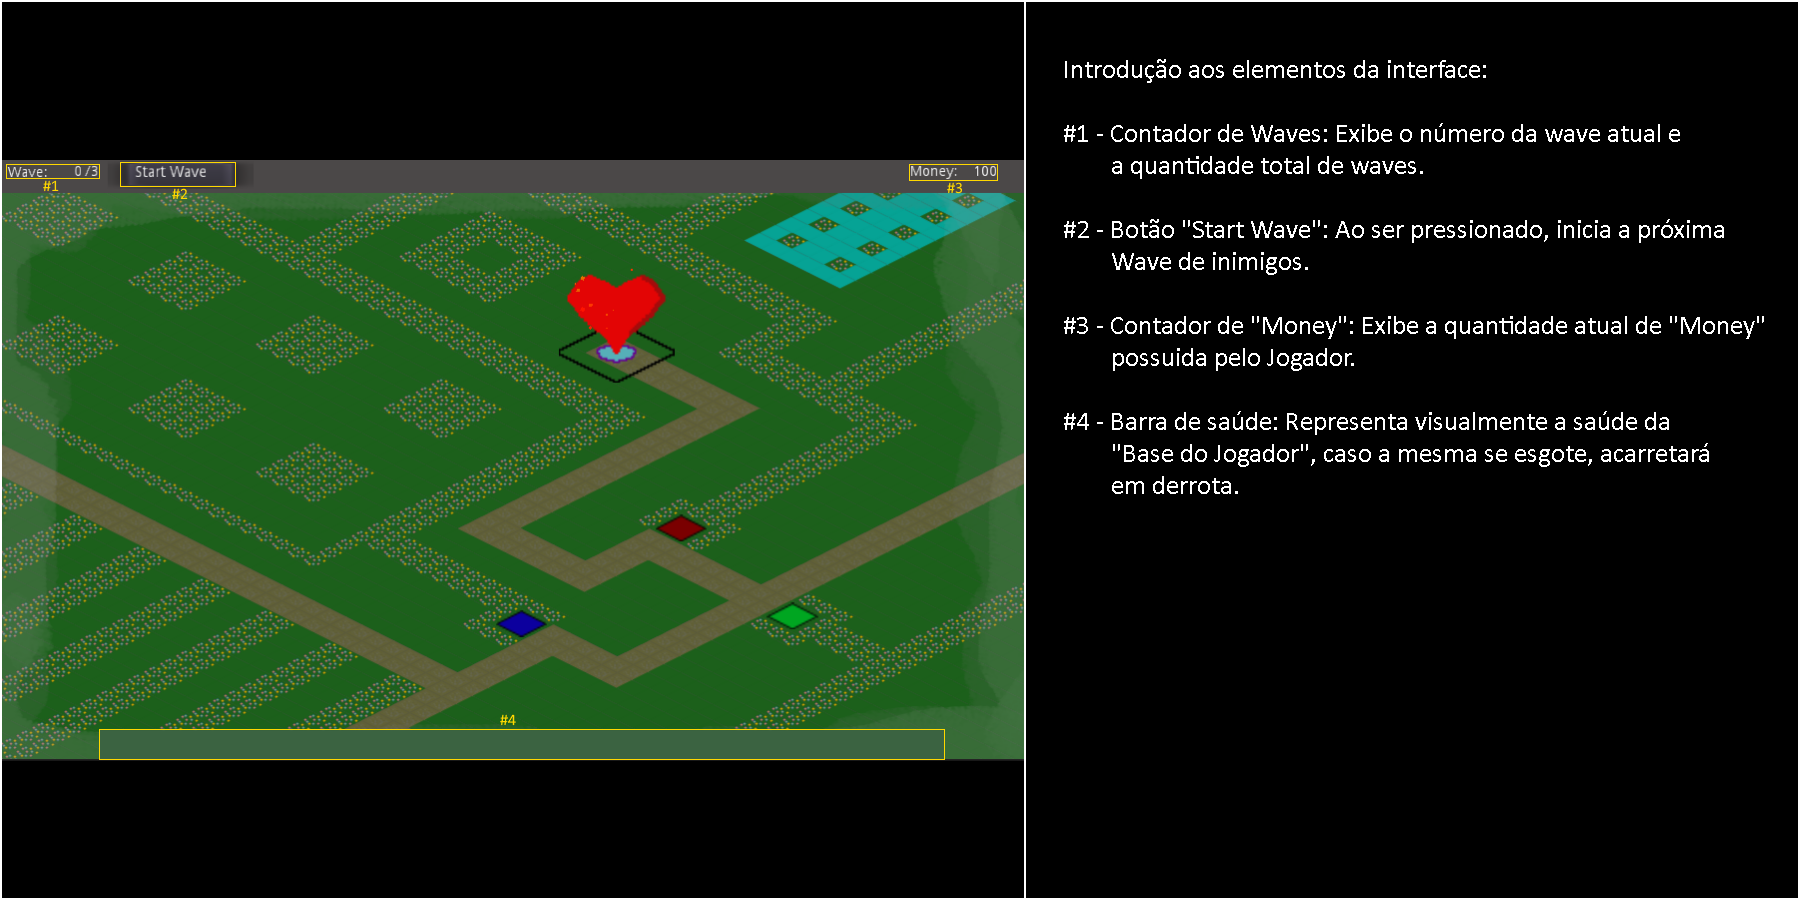 Wave: 0/3
#1
Start Wave
#2
Money: 100
#3
#4
Introdução aos elementos da interface:
#1 - Contador de Waves: Exibe o número da wave atual e
a quantidade total de waves.
#2 - Botão "Start Wave": Ao ser pressionado, inicia a próxima
Wave de inimigos.
#3 - Contador de "Money": Exibe a quantidade atual de "Money"
possuida pelo Jogador.
#4 - Barra de saúde: Representa visualmente a saúde da
"Base do Jogador", caso a mesma se esgote, acarretará
em derrota.